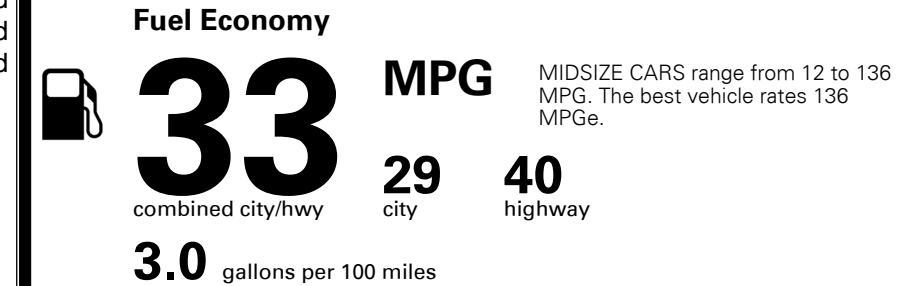 Fuel Economy
33
MPG
MIDSIZE CARS range from 12 to 136
MPG. The best vehicle rates 136
MPGe.
29
40
combined city/hwy
city
highway
3.0 gallons per 100 miles